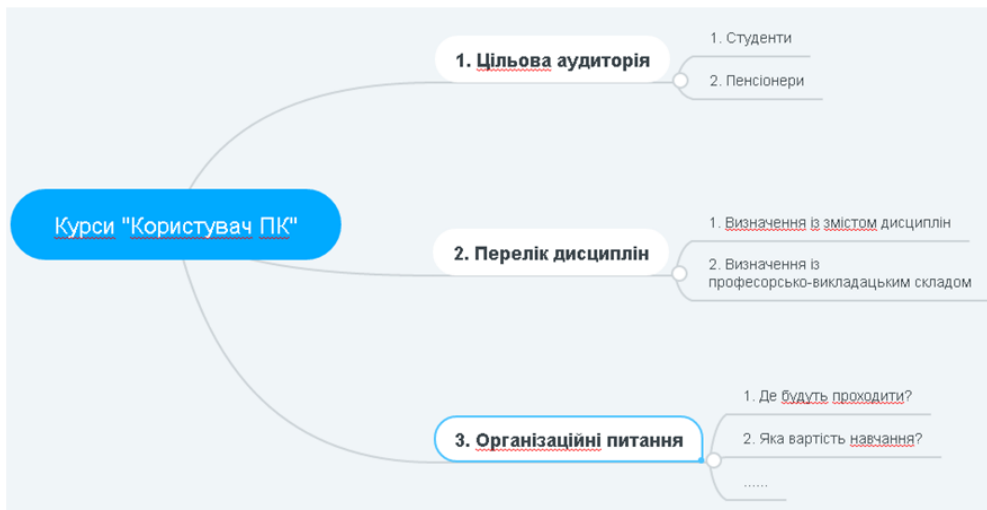 1. Цільова аудиторія
1. Студенти
2. Пенсіонери
Курси "Користувач ПК"
2. Перелік дисциплін
1. Визначення із змістом дисциплін
2. Визначення із
професорсько-викладацьким складом
3. Організаційні питання
1. Де будуть проходити?
2. Яка вартість навчання?
......